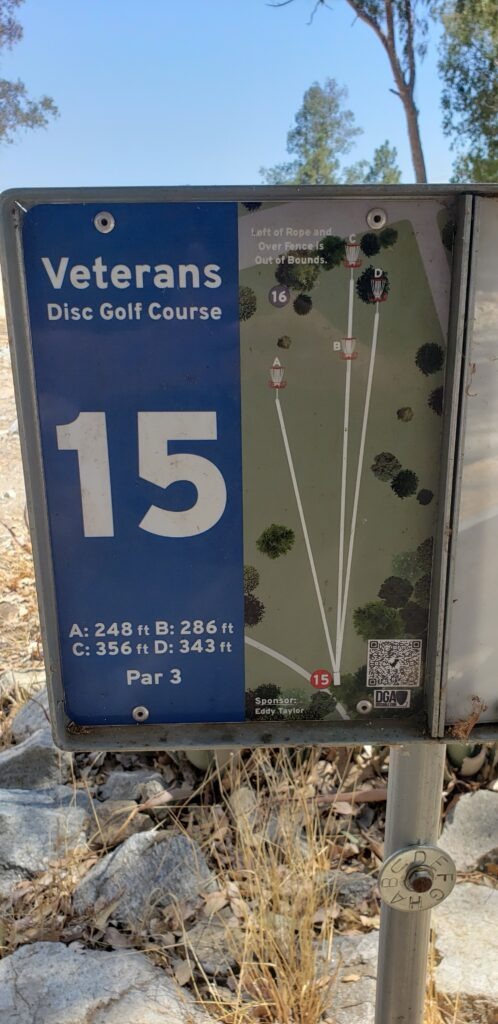 Veterans
Disc Golf Course
15
A: 248 ft B: 286 ft
C: 356 ft D: 343 ft
Par 3
Left of Rope and
Over Fence is
Out of Bounds.
C
D
16
B
A
15
Sponsor:
Eddy Taylor
DGA
A B C D E F G H